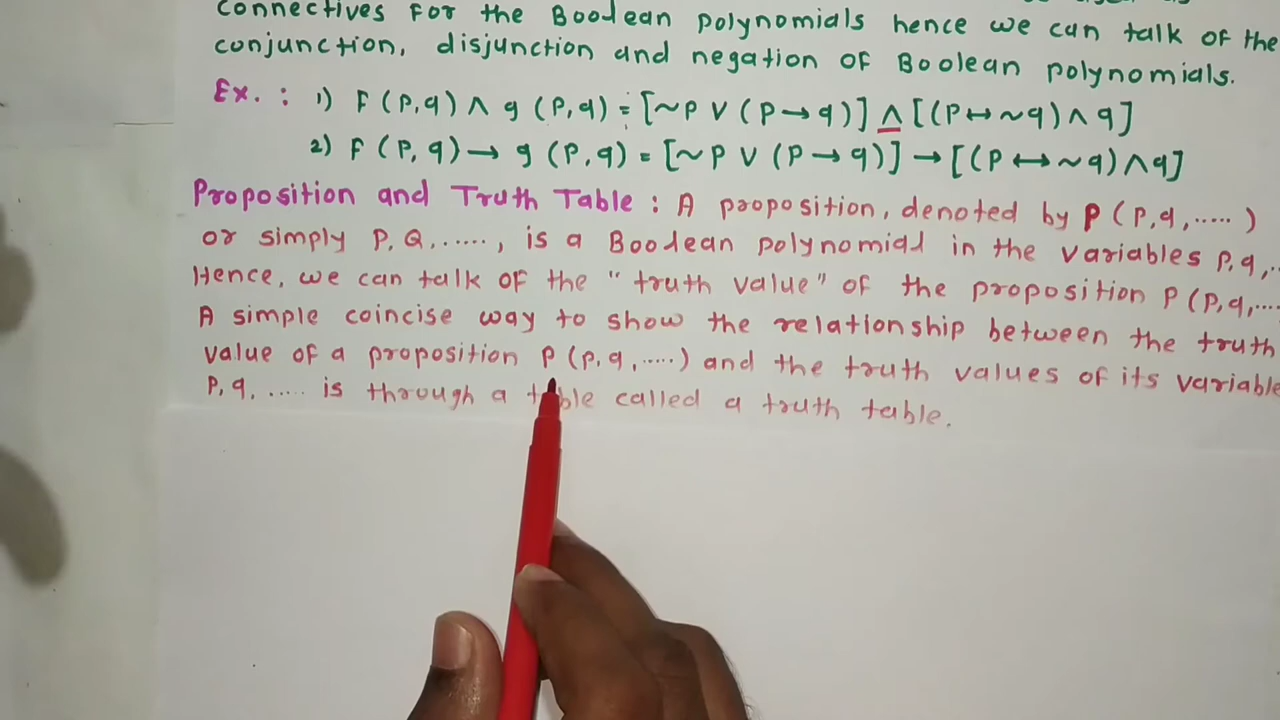 connectives for the Boolean polynomials hence we can talk of the
conjunction, disjunction and negation of Boolean polynomials.
Ex. : 1) F (p,q) ∧ g (p,q) = [~p ∨ (p → q)] ∧ [(p ↔ ~q) ∧ q]
2) F (p, q) → g (p, q) = [~p ∨ (p → q)] → [(p ↔ ~q) ∧ q]
Proposition and Truth Table : A proposition, denoted by P (p,q, .....)
or simply P, Q, ......, is a Boolean polynomial in the variables p, q, ..
Hence, we can talk of the "truth value" of the proposition P (p,q, ....
A simple coincise way to show the relationship between the truth
value of a proposition P (p,q, .....) and the truth values of its variable
p, q, ..... is through a table called a truth table.